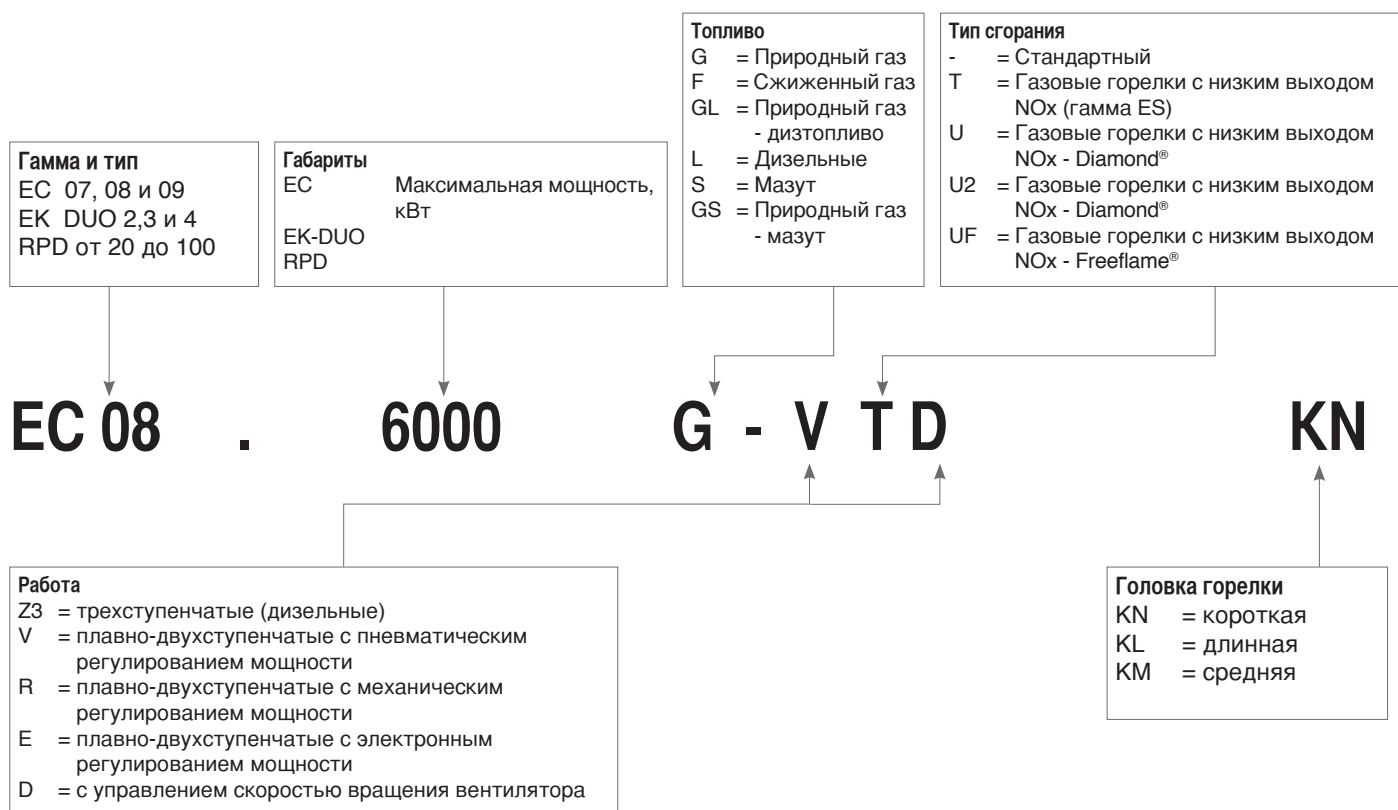 Топливо
G = Природный газ
F = Сжиженный газ
GL = Природный газ
- дизтопливо
L = Дизельные
S = Мазут
GS = Природный газ
- мазут
Тип сгорания
- = Стандартный
T = Газовые горелки с низким выходом
NOx (гамма ES)
U = Газовые горелки с низким выходом
NOx - Diamond®
U2 = Газовые горелки с низким выходом
NOx - Diamond®
UF = Газовые горелки с низким выходом
NOx - Freeflame®
Гамма и тип
EC 07, 08 и 09
EK DUO 2,3 и 4
RPD от 20 до 100
Габариты
EC Максимальная мощность,
кВт
EK-DUO
RPD
EC 08 . 6000 G - V T D KN
Работа
Z3 = трехступенчатые (дизельные)
V = плавно-двухступенчатые с пневматическим
регулированием мощности
R = плавно-двухступенчатые с механическим
регулированием мощности
E = плавно-двухступенчатые с электронным
регулированием мощности
D = с управлением скоростью вращения вентилятора
Головка горелки
KN = короткая
KL = длинная
KM = средняя